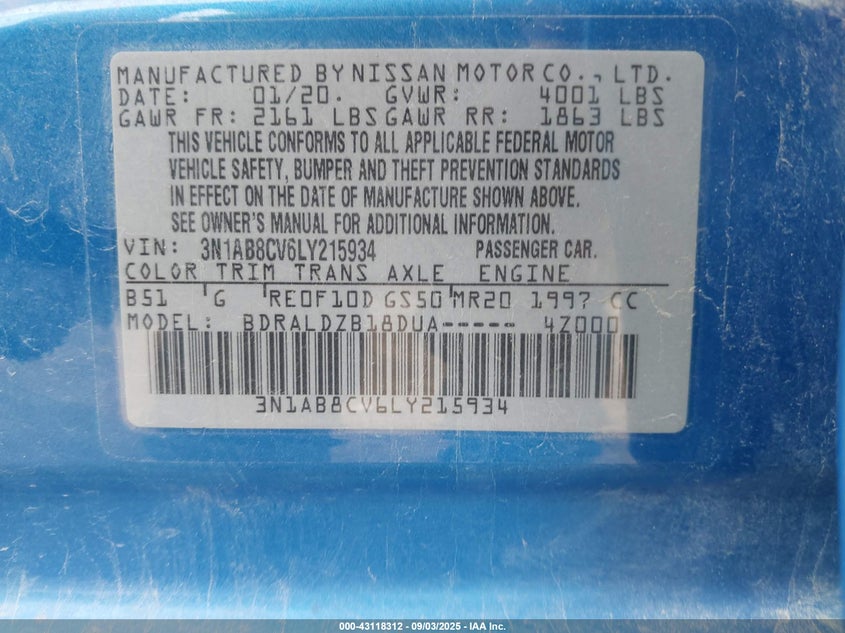 MANUFACTURED BY NISSAN MOTOR CO., LTD.
DATE: 01/20. GVWR: 4001 LBS
GAWR FR: 2161 LBS GAWR RR: 1863 LBS
THIS VEHICLE CONFORMS TO ALL APPLICABLE FEDERAL MOTOR
VEHICLE SAFETY, BUMPER AND THEFT PREVENTION STANDARDS
IN EFFECT ON THE DATE OF MANUFACTURE SHOWN ABOVE.
SEE OWNER'S MANUAL FOR ADDITIONAL INFORMATION.
VIN: 3N1AB8CV6LY215934 PASSENGER CAR.
COLOR TRIM TRANS AXLE ENGINE
B51 G RE0F10D GS50 MR20 1997 CC
MODEL: BDRALDZB18DUA----- 4Z000
3N1AB8CV6LY215934
000-43118312 - 09/03/2025 - IAA Inc.